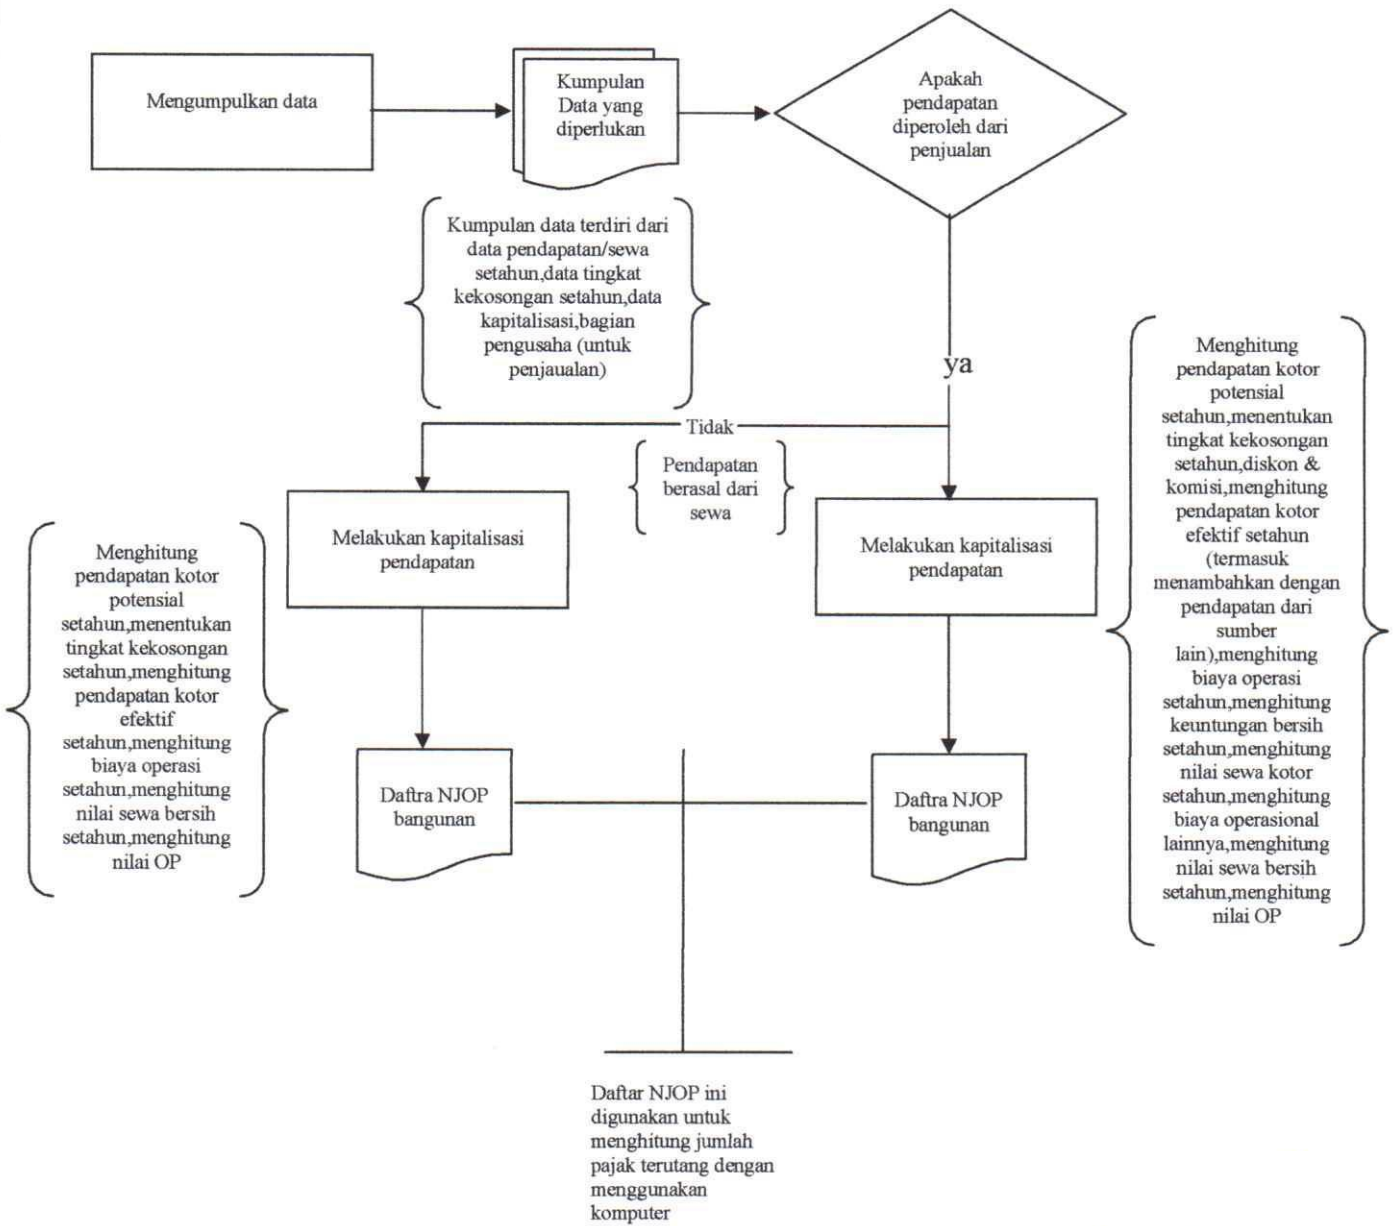 Mengumpulkan data
Kumpulan
Data yang
diperlukan
Apakah
pendapatan
diperoleh dari
penjualan
Kumpulan data terdiri dari
data pendapatan/sewa
setahun,data tingkat
kekosongan setahun,data
kapitalisasi,bagian
pengusaha (untuk
penjaualan)
ya
Tidak
Pendapatan
berasal dari
sewa
Melakukan kapitalisasi
pendapatan
Melakukan kapitalisasi
pendapatan
Menghitung
pendapatan kotor
potensial
setahun,menentukan
tingkat kekosongan
setahun,menghitung
pendapatan kotor
efektif
setahun,menghitung
biaya operasi
setahun,menghitung
nilai sewa bersih
setahun,menghitung
nilai OP
Menghitung
pendapatan kotor
potensial
setahun,menentukan
tingkat kekosongan
setahun,diskon &
komisi,menghitung
pendapatan kotor
efektif setahun
(termasuk
menambahkan dengan
pendapatan dari
sumber
lain),menghitung
biaya operasi
setahun,menghitung
keuntungan bersih
setahun,menghitung
nilai sewa kotor
setahun,menghitung
biaya operasional
lainnya,menghitung
nilai sewa bersih
setahun,menghitung
nilai OP
Daftra NJOP
bangunan
Daftra NJOP
bangunan
Daftar NJOP ini
digunakan untuk
menghitung jumlah
pajak terutang dengan
menggunakan
komputer